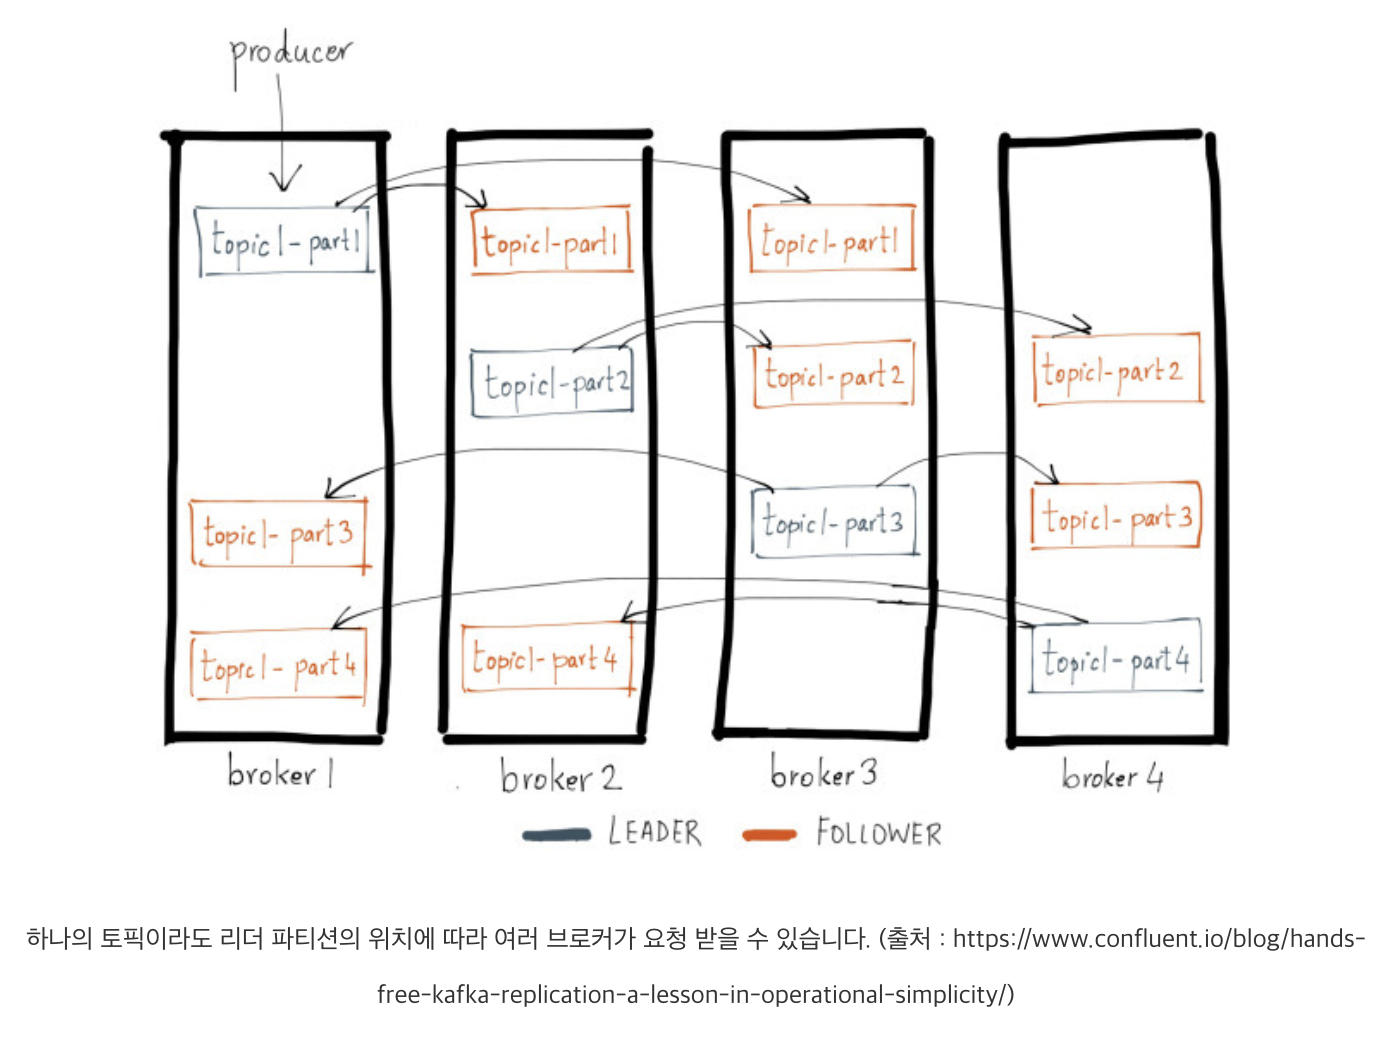 producer
topic1-part1
topic1-part1
topic1-part1
topic1-part2
topic1-part2
topic1-part2
topic1-part3
topic1-part3
topic1-part3
topic1-part4
topic1-part4
topic1-part4
broker 1
broker 2
broker 3
broker 4
LEADER
FOLLOWER
하나의 토픽이라도 리더 파티션의 위치에 따라 여러 브로커가 요청 받을 수 있습니다. (출처 : https://www.confluent.io/blog/hands-
free-kafka-replication-a-lesson-in-operational-simplicity/)